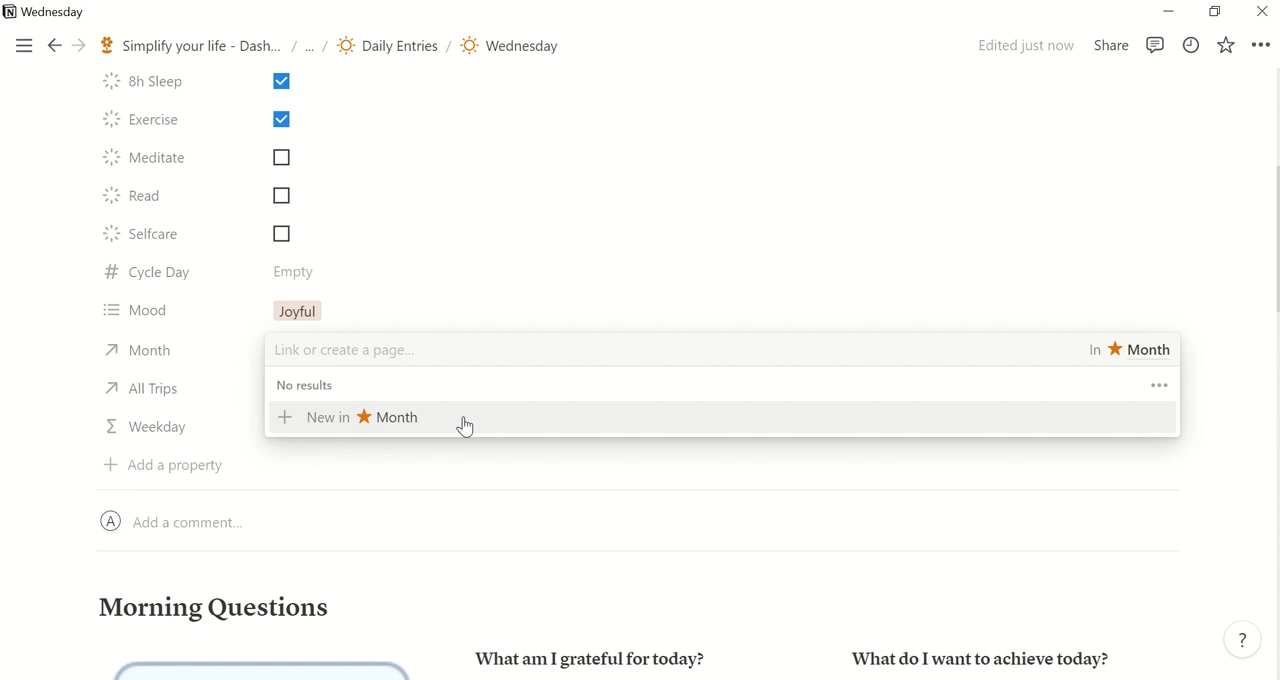 Wednesday
Simplify your life - Dash... / ... / Daily Entries / Wednesday
Edited just now Share
8h Sleep
Exercise
Meditate
Read
Selfcare
# Cycle Day Empty
Mood Joyful
Month Link or create a page... In Month
All Trips No results
New in Month
Σ Weekday
+ Add a property
A Add a comment...
Morning Questions
What am I grateful for today? What do I want to achieve today?
?